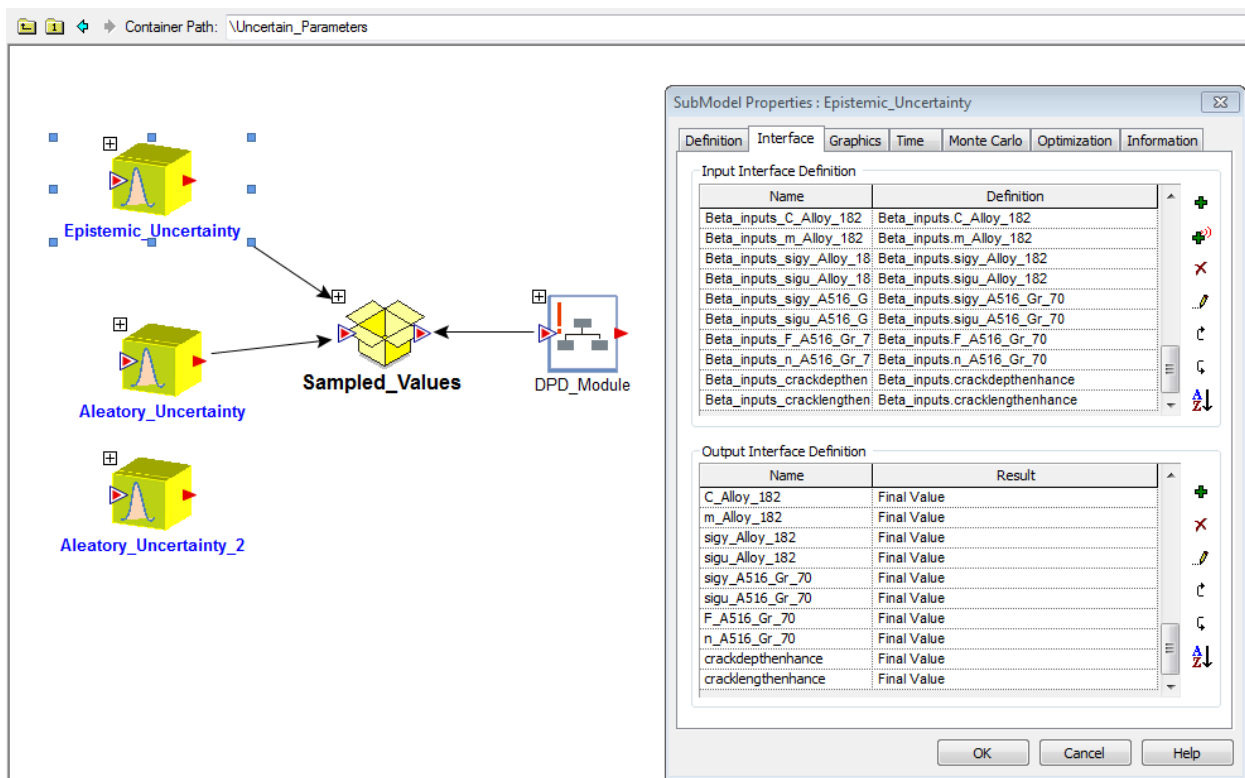 Container Path: \Uncertain_Parameters
Epistemic_Uncertainty
Aleatory_Uncertainty
Aleatory_Uncertainty_2
Sampled_Values
DPD_Module
SubModel Properties : Epistemic_Uncertainty
Definition Interface Graphics Time Monte Carlo Optimization Information
Input Interface Definition
Name Definition
Beta_inputs_C_Alloy_182 Beta_inputs.C_Alloy_182
Beta_inputs_m_Alloy_182 Beta_inputs.m_Alloy_182
Beta_inputs_sigy_Alloy_18 Beta_inputs.sigy_Alloy_182
Beta_inputs_sigu_Alloy_18 Beta_inputs.sigu_Alloy_182
Beta_inputs_sigy_A516_G Beta_inputs.sigy_A516_Gr_70
Beta_inputs_sigu_A516_G Beta_inputs.sigu_A516_Gr_70
Beta_inputs_F_A516_Gr_7 Beta_inputs.F_A516_Gr_70
Beta_inputs_n_A516_Gr_7 Beta_inputs.n_A516_Gr_70
Beta_inputs_crackdepthen Beta_inputs.crackdepthenhance
Beta_inputs_cracklengthen Beta_inputs.cracklengthenhance
Output Interface Definition
Name Result
C_Alloy_182 Final Value
m_Alloy_182 Final Value
sigy_Alloy_182 Final Value
sigu_Alloy_182 Final Value
sigy_A516_Gr_70 Final Value
sigu_A516_Gr_70 Final Value
F_A516_Gr_70 Final Value
n_A516_Gr_70 Final Value
crackdepthenhance Final Value
cracklengthenhance Final Value
OK Cancel Help